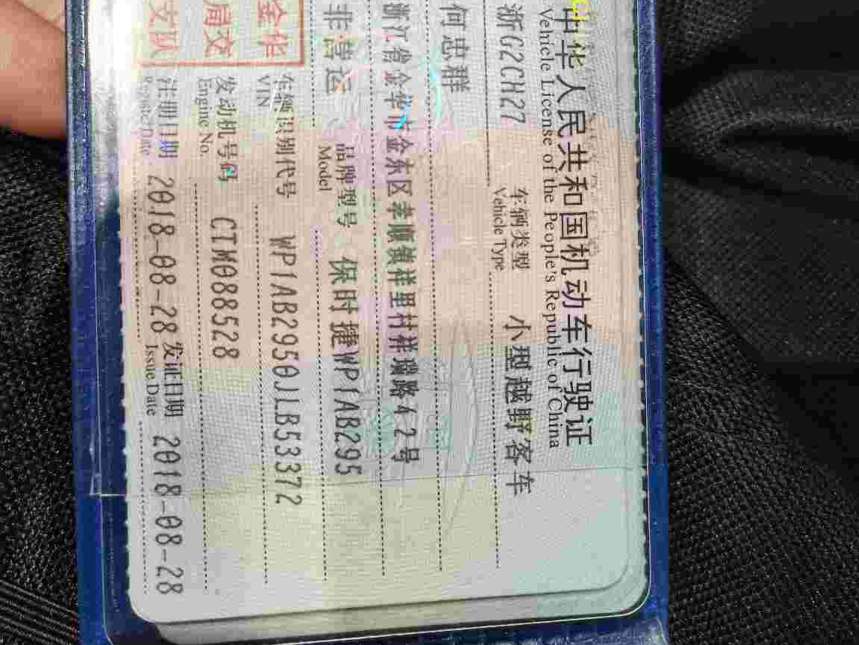 中华人民共和国机动车行驶证
Vehicle License of the People's Republic of China
浙G2CH27 车辆类型 小型越野客车
Vehicle Type
何忠群
浙江省金华市金东区孝顺镇祥里村祥瑞路42号
非营运 品牌型号 保时捷WP1AB295
Model
车辆识别代号 WP1AB2950JLB53372
VIN
发动机号码 CTM088528
Engine No.
注册日期 2018-08-28 发证日期 2018-08-28
Register Date Issue Date
金华
支队